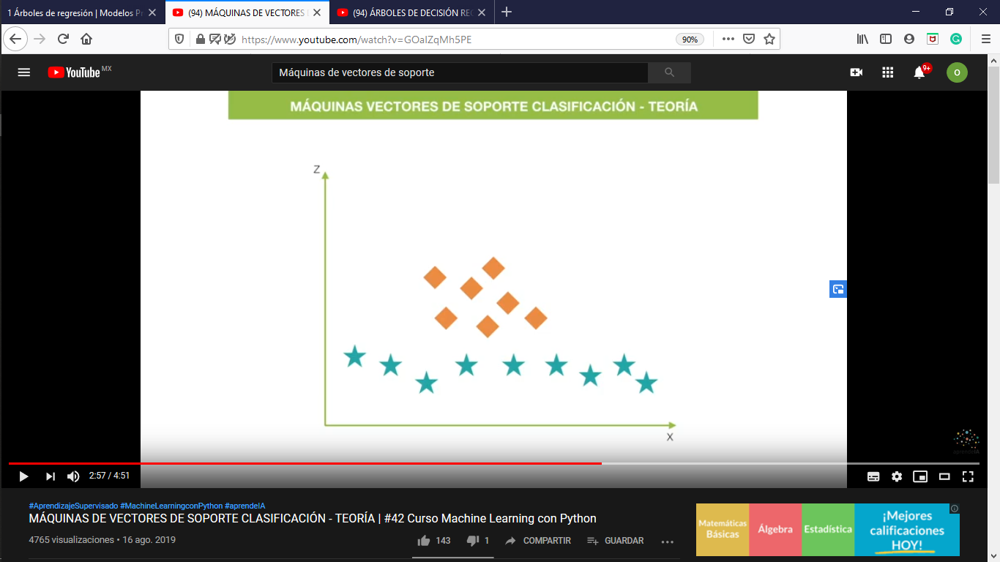 1 Árboles de regresión | Modelos Pr
(94) MÁQUINAS DE VECTORES
(94) ÁRBOLES DE DECISIÓN REG
https://www.youtube.com/watch?v=GOaIZqMh5PE
90%
YouTube MX
Máquinas de vectores de soporte
9+
O
MÁQUINAS VECTORES DE SOPORTE CLASIFICACIÓN - TEORÍA
Z
X
aprendeIA
2:57 / 4:51
#AprendizajeSupervisado #MachineLearningconPython #aprendeIA
MÁQUINAS DE VECTORES DE SOPORTE CLASIFICACIÓN - TEORÍA | #42 Curso Machine Learning con Python
4765 visualizaciones • 16 ago. 2019
143
1
COMPARTIR
GUARDAR
Matemáticas
Básicas
Álgebra
Estadística
¡Mejores
calificaciones
HOY!